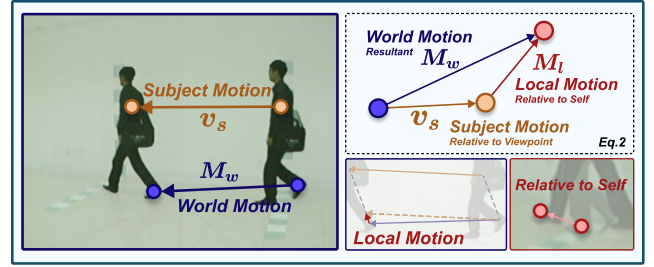 Subject Motion
v_s
M_w
World Motion
World Motion
Resultant
M_w
M_l
Local Motion
Relative to Self
v_s
Subject Motion
Relative to Viewpoint
Eq.2
Local Motion
Relative to Self